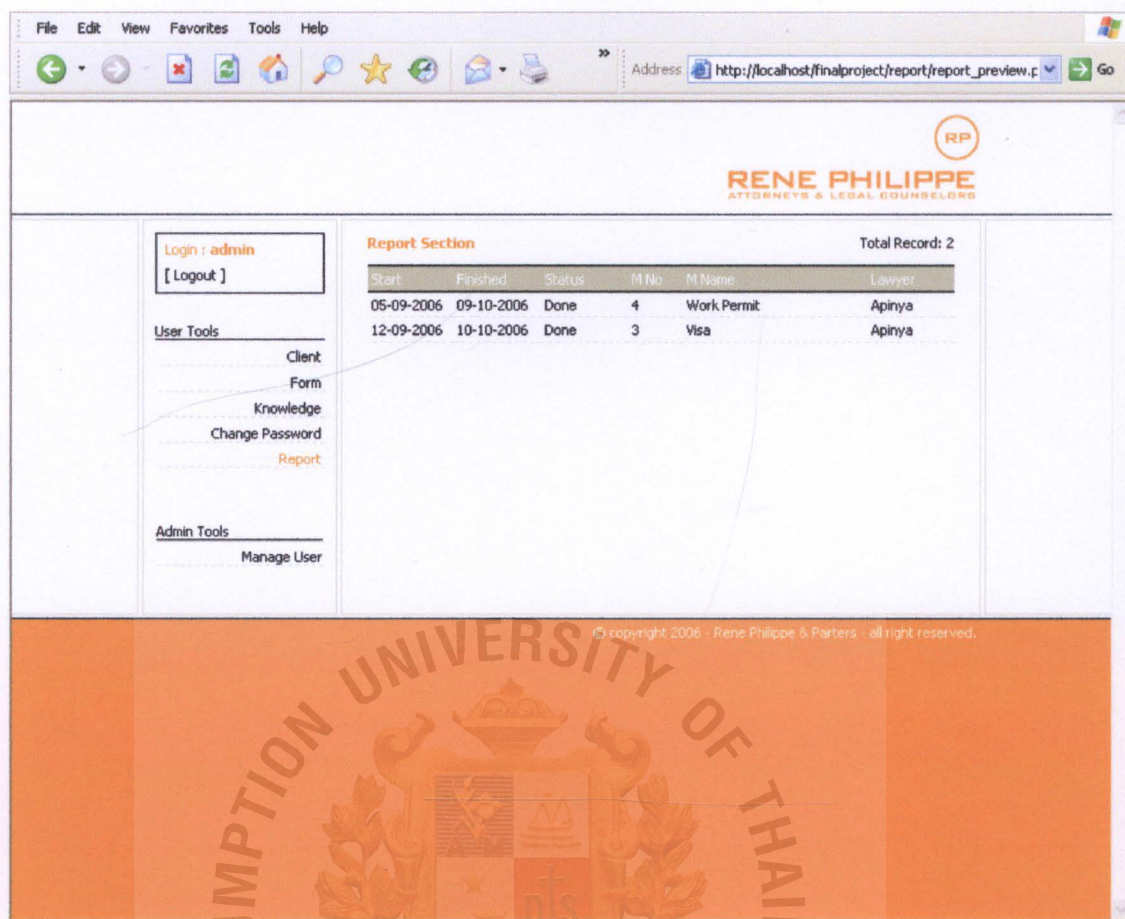 File Edit View Favorites Tools Help
Address http://localhost/finalproject/report/report_preview.p Go
RP
RENE PHILIPPE
ATTORNEYS & LEGAL COUNSELORS
Login : admin
[ Logout ]
User Tools
Client
Form
Knowledge
Change Password
Report
Admin Tools
Manage User
Report Section Total Record: 2
Start Finished Status M No M Name Lawyer
05-09-2006 09-10-2006 Done 4 Work Permit Apinya
12-09-2006 10-10-2006 Done 3 Visa Apinya
© copyright 2006 - Rene Philippe & Parters - all right reserved.
UMPTION UNIVERSITY OF THAI
A M
D S